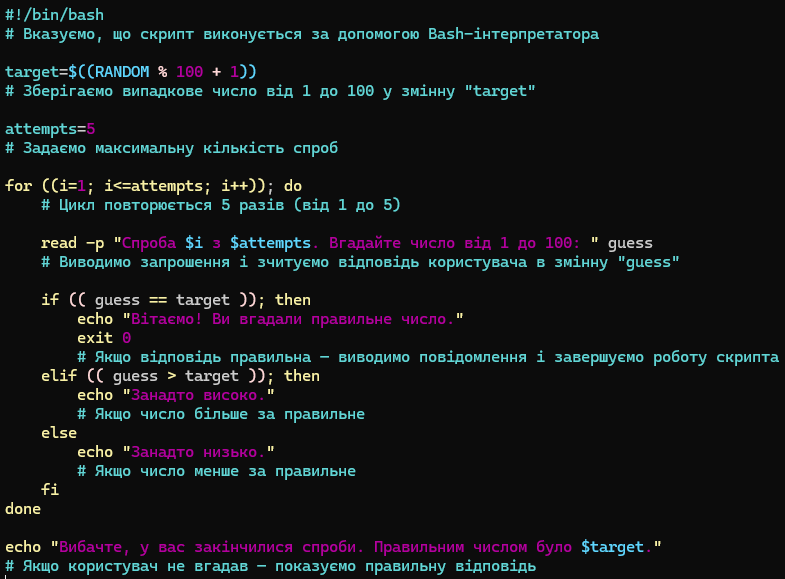 #!/bin/bash
# Вказуємо, що скрипт виконується за допомогою Bash-інтерпретатора
target=$((RANDOM % 100 + 1))
# Зберігаємо випадкове число від 1 до 100 у змінну "target"
attempts=5
# Задаємо максимальну кількість спроб
for ((i=1; i<=attempts; i++)); do
    # Цикл повторюється 5 разів (від 1 до 5)
    read -p "Спроба $i з $attempts. Вгадайте число від 1 до 100: " guess
    # Виводимо запрошення і зчитуємо відповідь користувача в змінну "guess"
    if (( guess == target )); then
        echo "Вітаємо! Ви вгадали правильне число."
        exit 0
        # Якщо відповідь правильна — виводимо повідомлення і завершуємо роботу скрипта
    elif (( guess > target )); then
        echo "Занадто високо."
        # Якщо число більше за правильне
    else
        echo "Занадто низько."
        # Якщо число менше за правильне
    fi
done
echo "Вибачте, у вас закінчилися спроби. Правильним числом було $target."
# Якщо користувач не вгадав — показуємо правильну відповідь